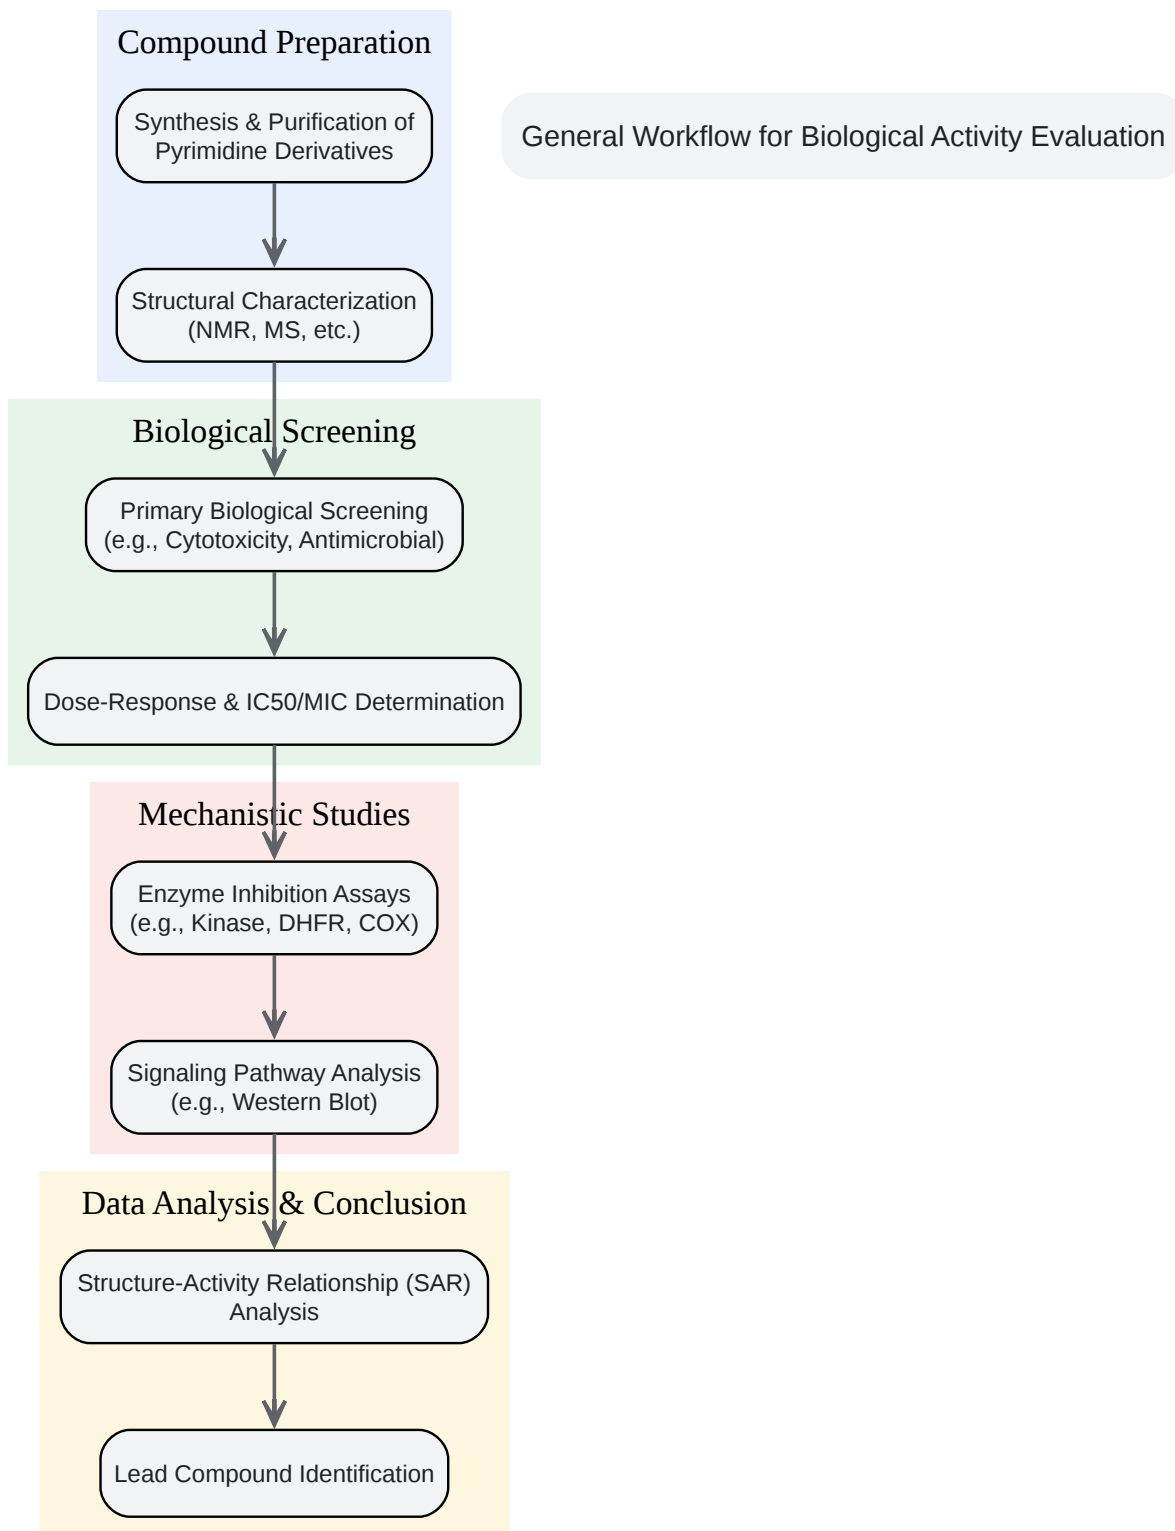 Compound Preparation
Synthesis & Purification of
Pyrimidine Derivatives
General Workflow for Biological Activity Evaluation
Structural Characterization
(NMR, MS, etc.)
Biological Screening
Primary Biological Screening
(e.g., Cytotoxicity, Antimicrobial)
Dose-Response & IC50/MIC Determination
Mechanistic Studies
Enzyme Inhibition Assays
(e.g., Kinase, DHFR, COX)
Signaling Pathway Analysis
(e.g., Western Blot)
Data Analysis & Conclusion
Structure-Activity Relationship (SAR)
Analysis
Lead Compound Identification